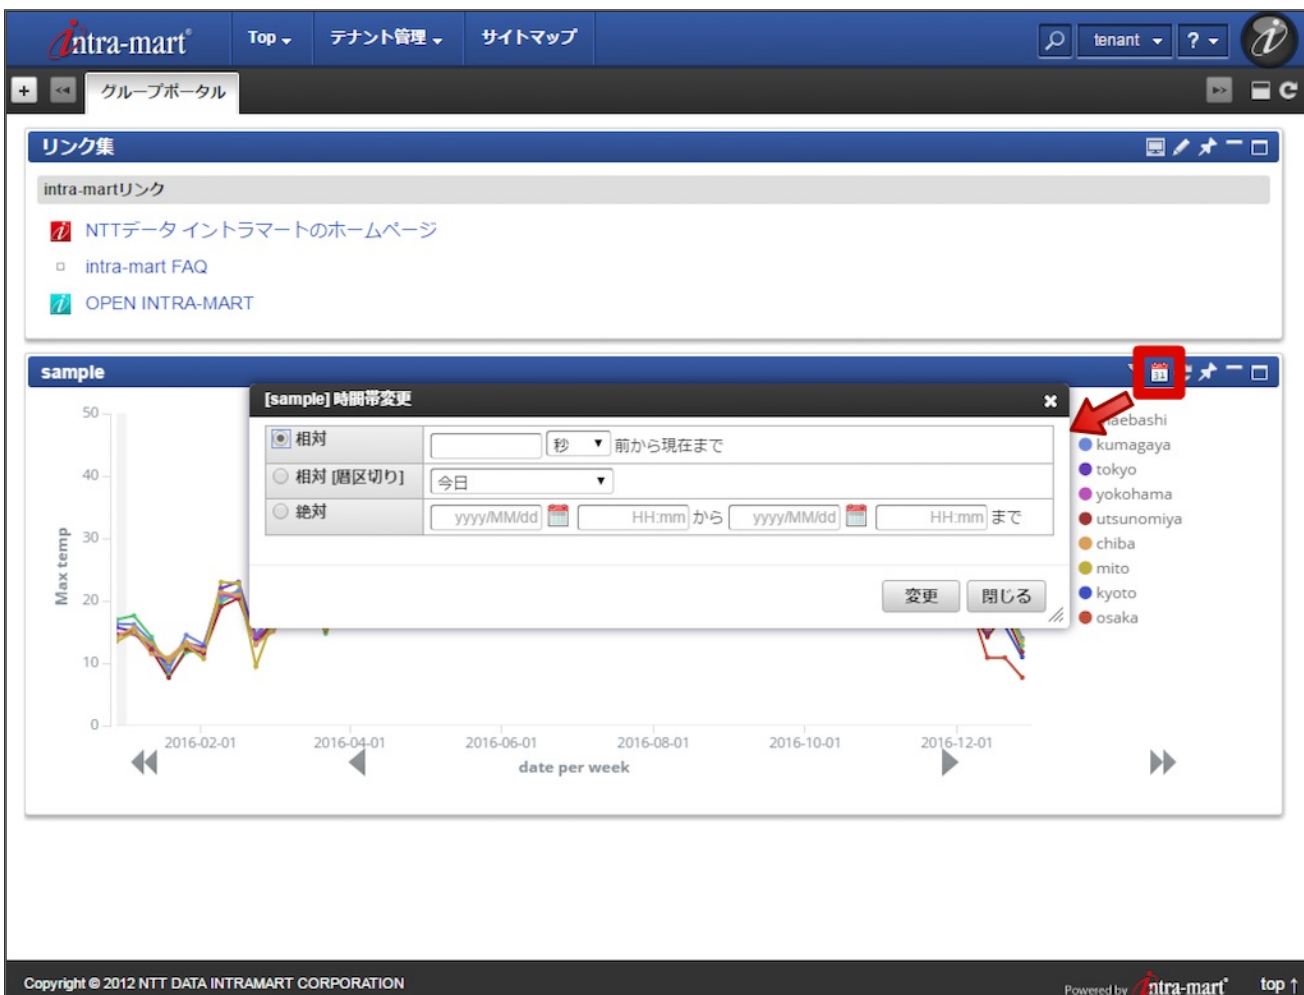 intra-mart® Top テナント管理 サイトマップ tenant ?
グループポータル
リンク集
intra-martリンク
NTTデータ イントラマートのホームページ
intra-mart FAQ
OPEN INTRA-MART
sample 31
[sample] 時間帯変更
相対 秒 前から現在まで
相対 [暦区切り] 今日
絶対 yyyy/MM/dd HH:mm から yyyy/MM/dd HH:mm まで
変更 閉じる
50
40
30
20
10
0
Max temp
2016-02-01 2016-04-01 2016-06-01 2016-08-01 2016-10-01 2016-12-01
date per week
kumagaya
tokyo
yokohama
utsunomiya
chiba
mito
kyoto
osaka
Copyright © 2012 NTT DATA INTRAMART CORPORATION
Powered by intra-mart® top ↑